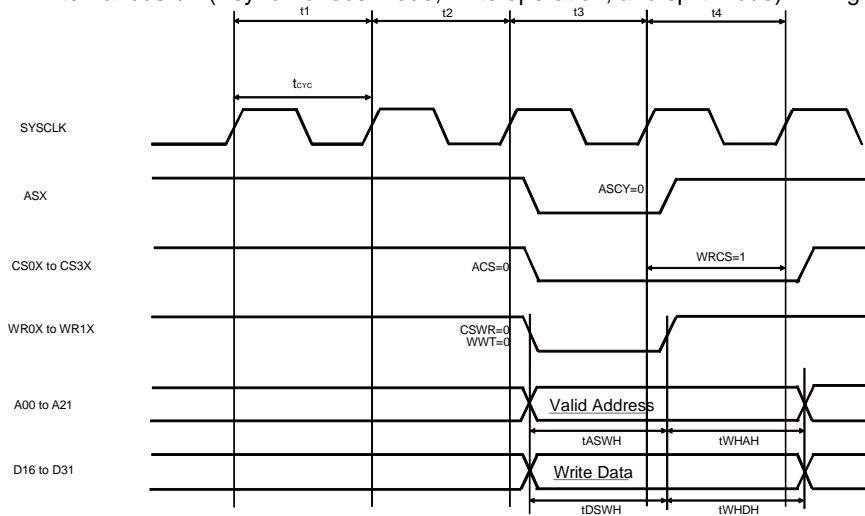 t1 t2 t3 t4
tCYC
SYSCLK
ASX
ASCY=0
CS0X to CS3X
ACS=0
WRCS=1
WR0X to WR1X
CSWR=0
WWT=0
A00 to A21
Valid Address
tASWH tWHAH
D16 to D31
Write Data
tDSWH tWHDH